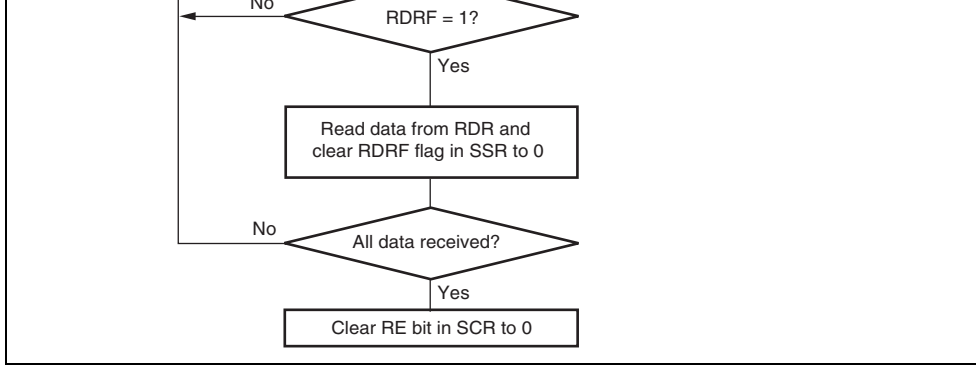 No
RDRF = 1?
Yes
Read data from RDR and
clear RDRF flag in SSR to 0
No
All data received?
Yes
Clear RE bit in SCR to 0